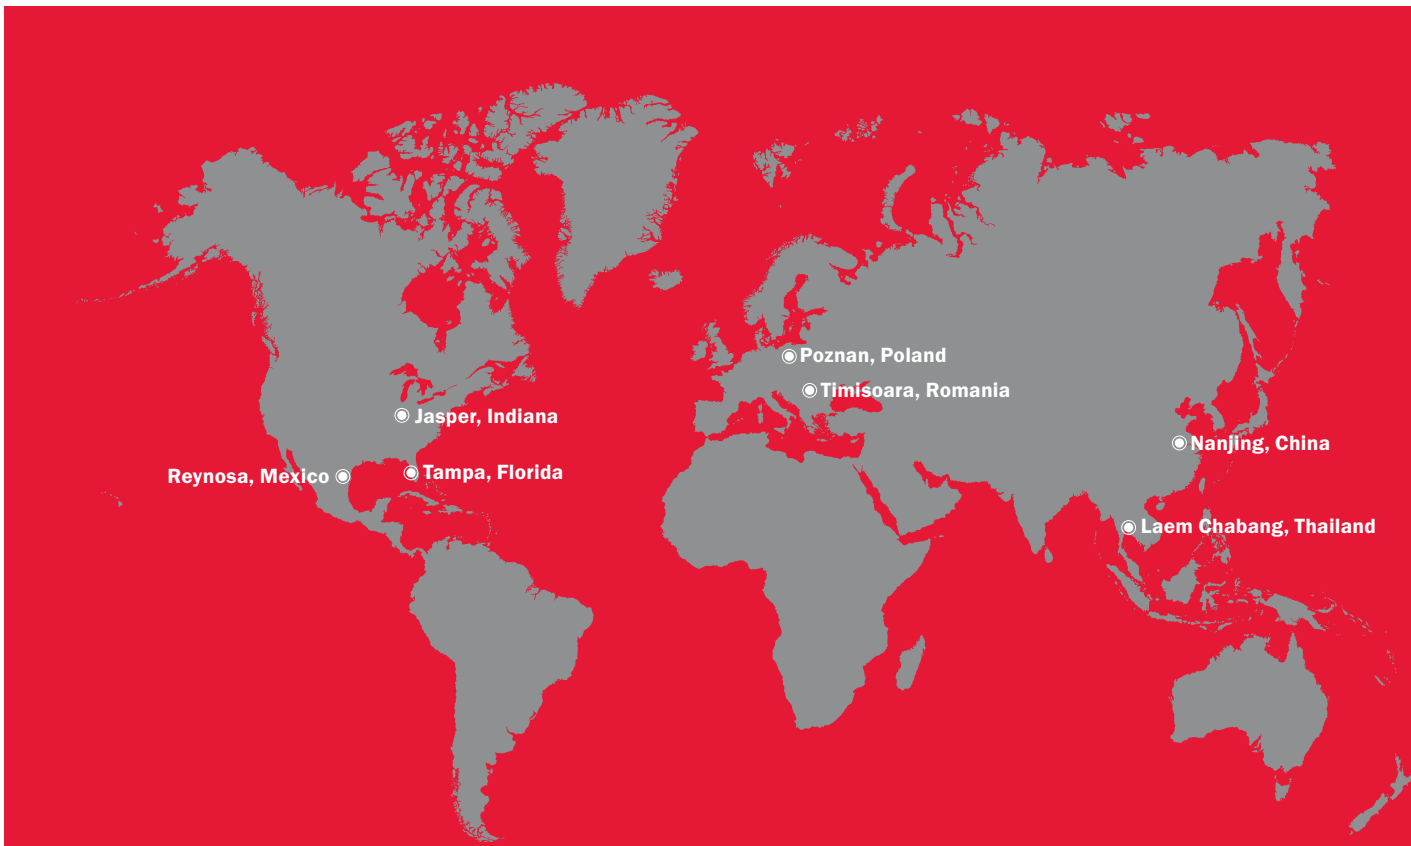 Poznan, Poland
Timisoara, Romania
Jasper, Indiana
Nanjing, China
Reynosa, Mexico
Tampa, Florida
Laem Chabang, Thailand